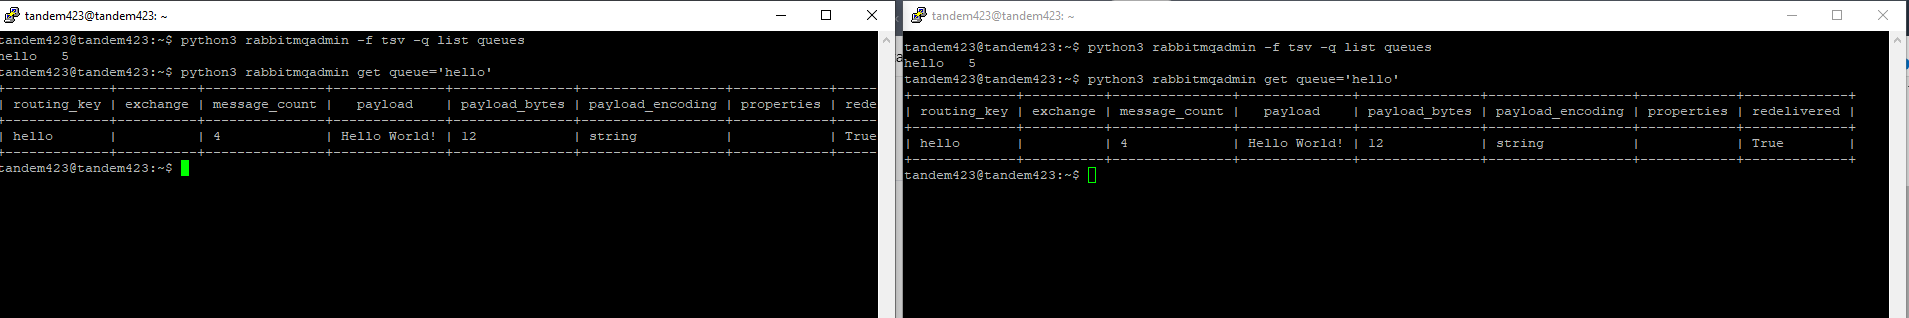 tandem423@tandem423: ~
tandem423@tandem423:~$ python3 rabbitmqadmin -f tsv -q list queues
hello   5
tandem423@tandem423:~$ python3 rabbitmqadmin get queue='hello'
| routing_key | exchange | message_count |   payload    | payload_bytes | payload_encoding | properties | rede
| hello       |          | 4             | Hello World! | 12            | string           |            | True
tandem423@tandem423:~$
tandem423@tandem423: ~
tandem423@tandem423:~$ python3 rabbitmqadmin -f tsv -q list queues
hello   5
tandem423@tandem423:~$ python3 rabbitmqadmin get queue='hello'
+-------------+----------+---------------+--------------+---------------+------------------+------------+-------------+
| routing_key | exchange | message_count |   payload    | payload_bytes | payload_encoding | properties | redelivered |
+-------------+----------+---------------+--------------+---------------+------------------+------------+-------------+
| hello       |          | 4             | Hello World! | 12            | string           |            | True        |
+-------------+----------+---------------+--------------+---------------+------------------+------------+-------------+
tandem423@tandem423:~$